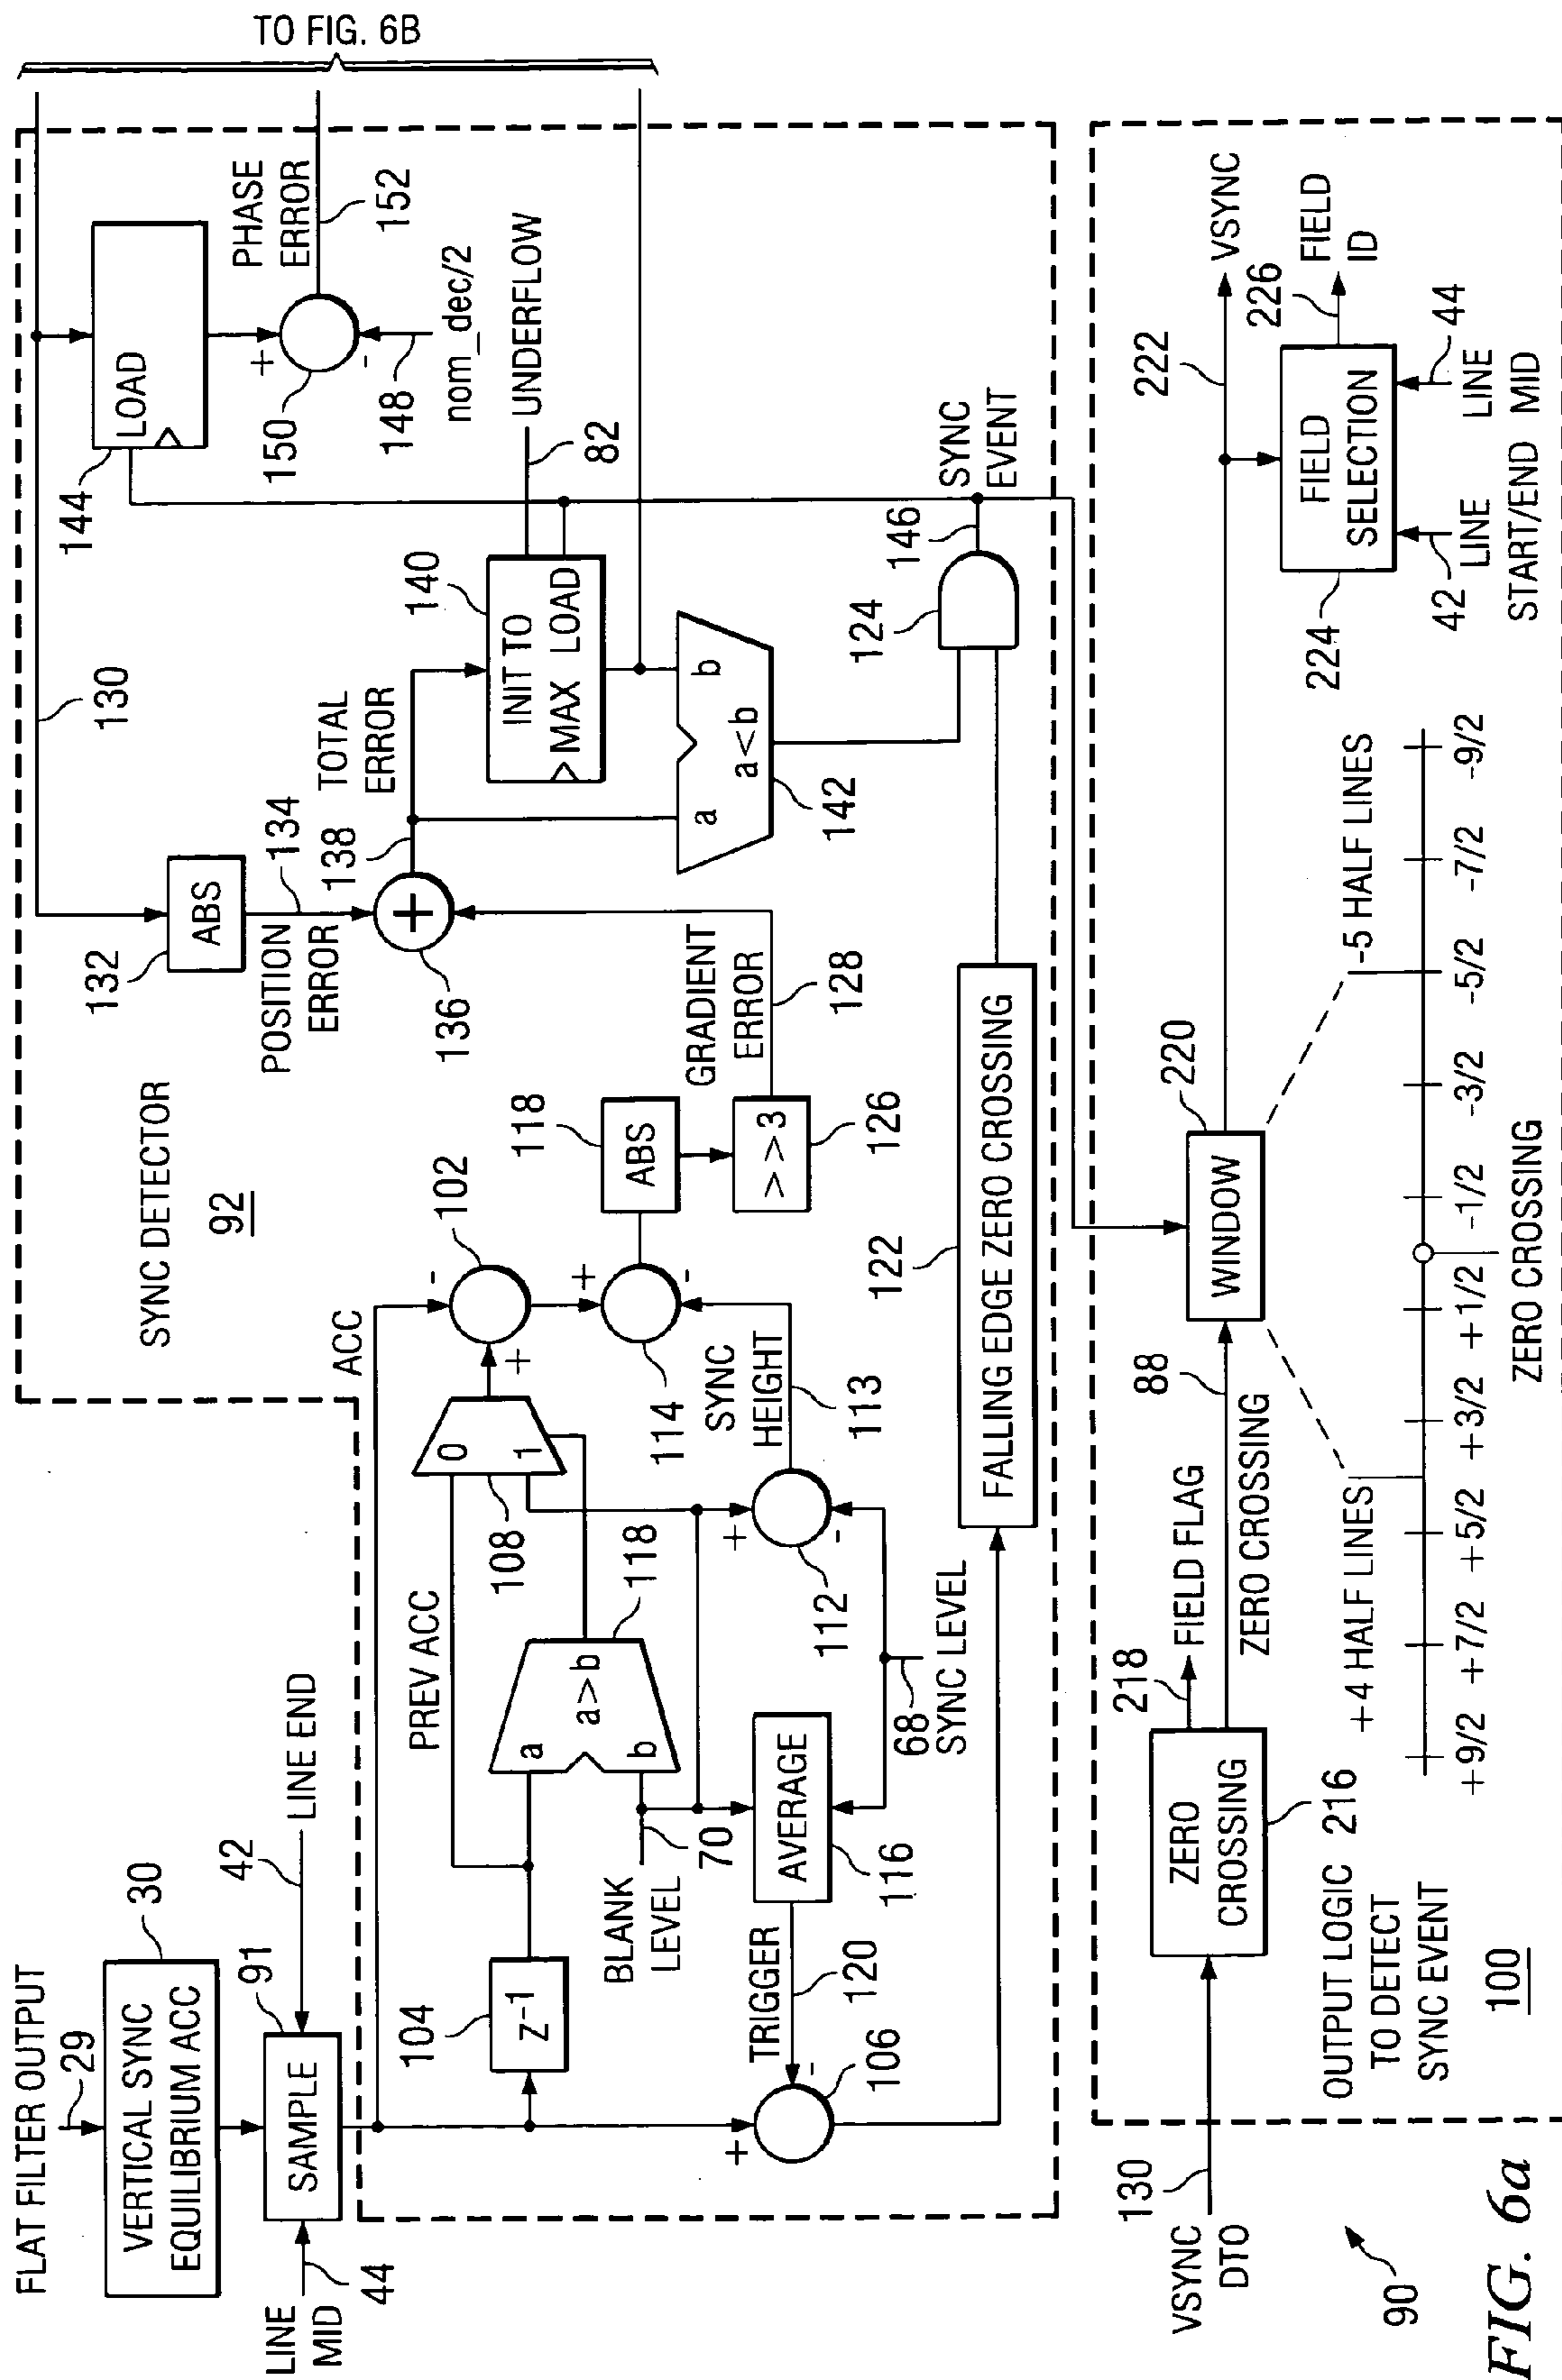 FLAT FILTER OUTPUT
29
VERTICAL SYNC
EQUILIBRIUM ACC
30
LINE
MID
44
SAMPLE
91
42
LINE END
ACC
SYNC DETECTOR
92
TO FIG. 6B
130
132
ABS
134
POSITION
ERROR
136
+
138
TOTAL
ERROR
140
INIT TO
MAX LOAD
a
b
a<b
142
144
LOAD
150
+
-
148
nom_dec/2
PHASE
ERROR
152
UNDERFLOW
82
104
Z-1
PREV ACC
a
b
a>b
118
0
1
108
+
-
102
+
-
114
ABS
118
>>3
126
GRADIENT
ERROR
128
BLANK
LEVEL
70
AVERAGE
116
TRIGGER
120
+
-
106
+
-
112
SYNC
HEIGHT
113
68
SYNC LEVEL
122
FALLING EDGE ZERO CROSSING
124
146
SYNC
EVENT
VSYNC
DTO
130
ZERO
CROSSING
216
218
FIELD FLAG
88
ZERO CROSSING
WINDOW
220
222
VSYNC
FIELD
SELECTION
224
226
FIELD
ID
42
44
LINE
START/END
LINE
MID
+4 HALF LINES
-5 HALF LINES
+9/2 +7/2 +5/2 +3/2 +1/2 -1/2 -3/2 -5/2 -7/2 -9/2
ZERO CROSSING
OUTPUT LOGIC
TO DETECT
SYNC EVENT
100
90
FIG. 6a